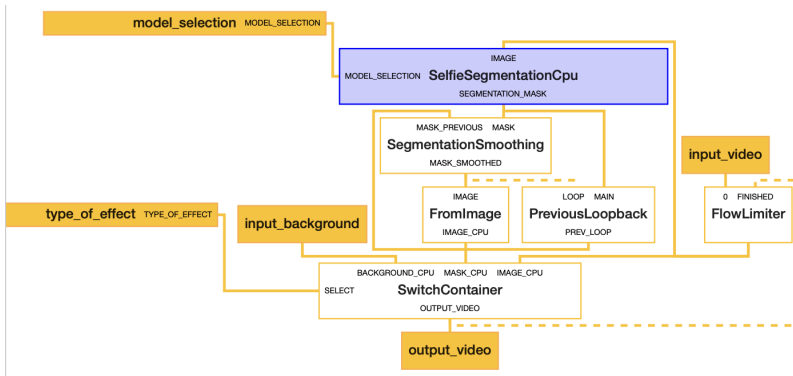 model_selection MODEL_SELECTION
IMAGE
MODEL_SELECTION SelfieSegmentationCpu
SEGMENTATION_MASK
MASK_PREVIOUS MASK
SegmentationSmoothing
MASK_SMOOTHED
input_video
IMAGE
FromImage
IMAGE_CPU
LOOP MAIN
PreviousLoopback
PREV_LOOP
0 FINISHED
FlowLimiter
type_of_effect TYPE_OF_EFFECT
input_background
BACKGROUND_CPU MASK_CPU IMAGE_CPU
SELECT SwitchContainer
OUTPUT_VIDEO
output_video